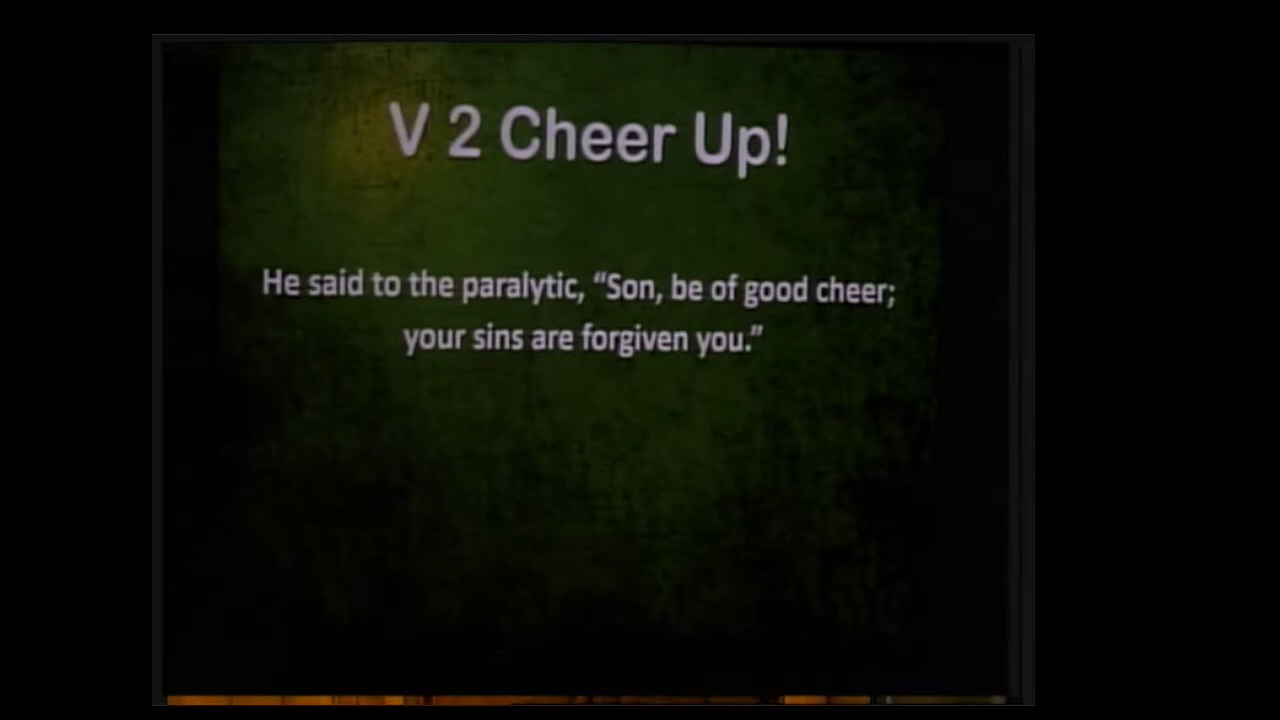 V 2 Cheer Up!
He said to the paralytic, “Son, be of good cheer;
your sins are forgiven you.”